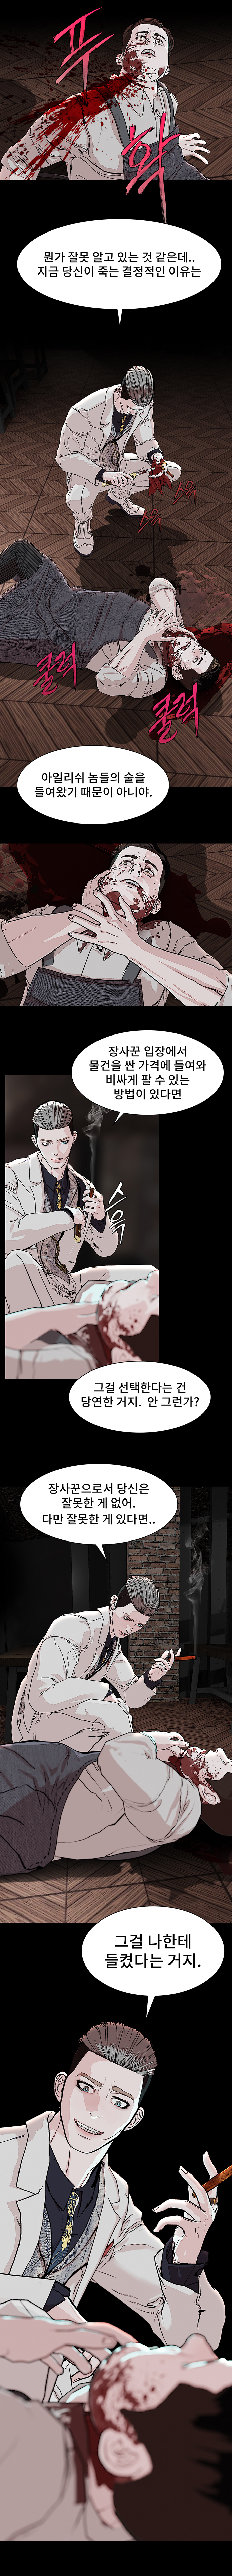 푸
확
뭔가 잘못 알고 있는 것 같은데..
지금 당신이 죽는 결정적인 이유는
스윽
스윽
쿨럭
쿨럭
아일리쉬 놈들의 술을
들여왔기 때문이 아니야.
장사꾼 입장에서
물건을 싼 가격에 들여와
비싸게 팔 수 있는
방법이 있다면
스윽
그걸 선택한다는 건
당연한 거지. 안 그런가?
장사꾼으로서 당신은
잘못한 게 없어.
다만 잘못한 게 있다면..
그걸 나한테
들켰다는 거지.